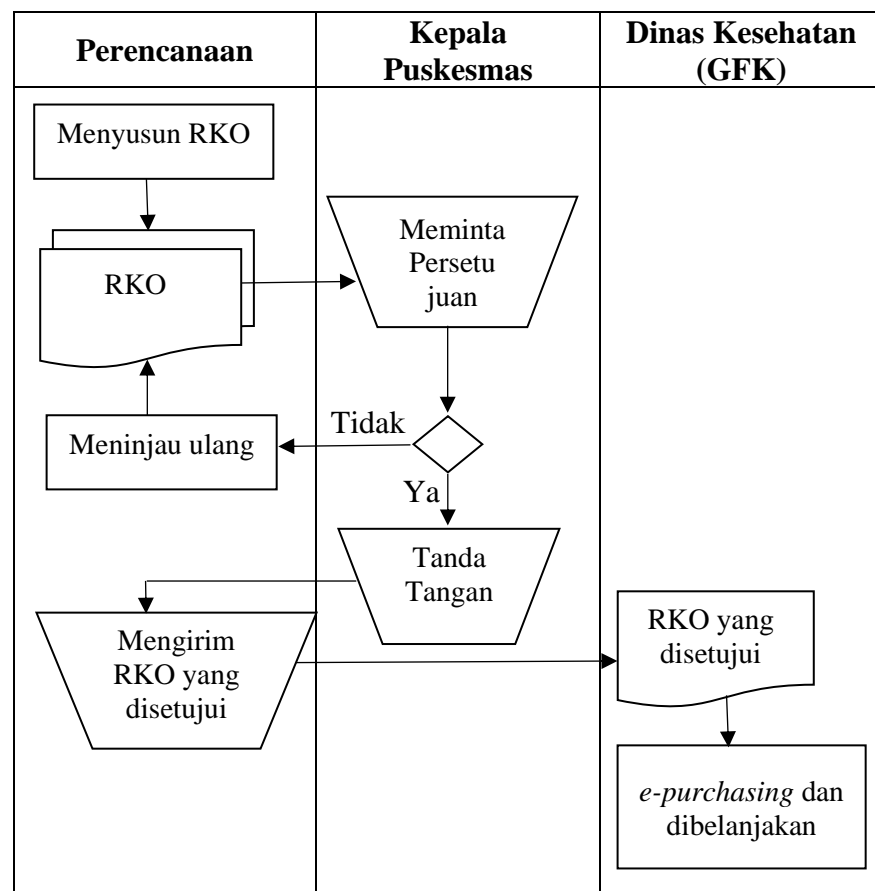 Perencanaan
Kepala
Puskesmas
Dinas Kesehatan
(GFK)
Menyusun RKO
RKO
Meminta
Persetu
juan
Tidak
Meninjau ulang
Ya
Tanda
Tangan
Mengirim
RKO yang
disetujui
RKO yang
disetujui
e-purchasing dan
dibelanjakan